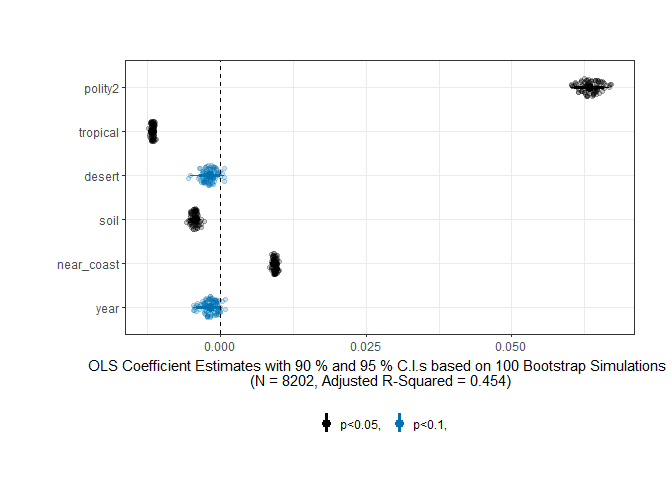 polity2
tropical
desert
soil
near_coast
year
0.000 0.025 0.050
OLS Coefficient Estimates with 90 % and 95 % C.I.s based on 100 Bootstrap Simulations
(N = 8202, Adjusted R-Squared = 0.454)
p<0.05, p<0.1,